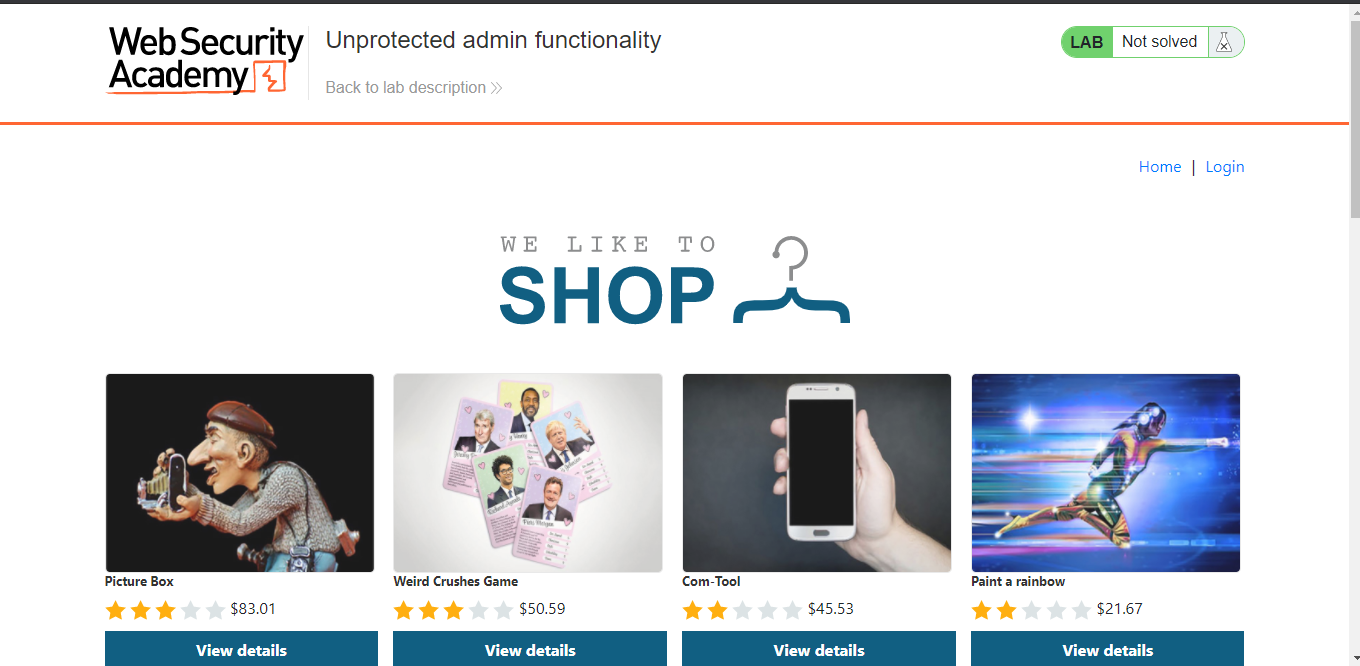 Web Security
Academy
Unprotected admin functionality
Back to lab description
LAB Not solved
Home | Login
WE LIKE TO
SHOP
Picture Box
$83.01
View details
Weird Crushes Game
$50.59
View details
Com-Tool
$45.53
View details
Paint a rainbow
$21.67
View details